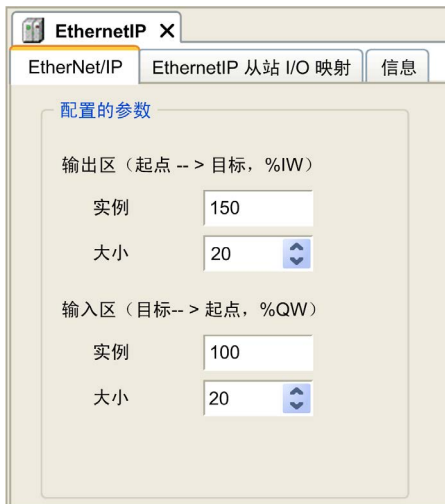 EthernetIP X
EtherNet/IP EthernetIP 从站 I/O 映射 信息
配置的参数
输出区（起点 -- > 目标，%IW）
实例 150
大小 20
输入区（目标-- > 起点，%QW）
实例 100
大小 20